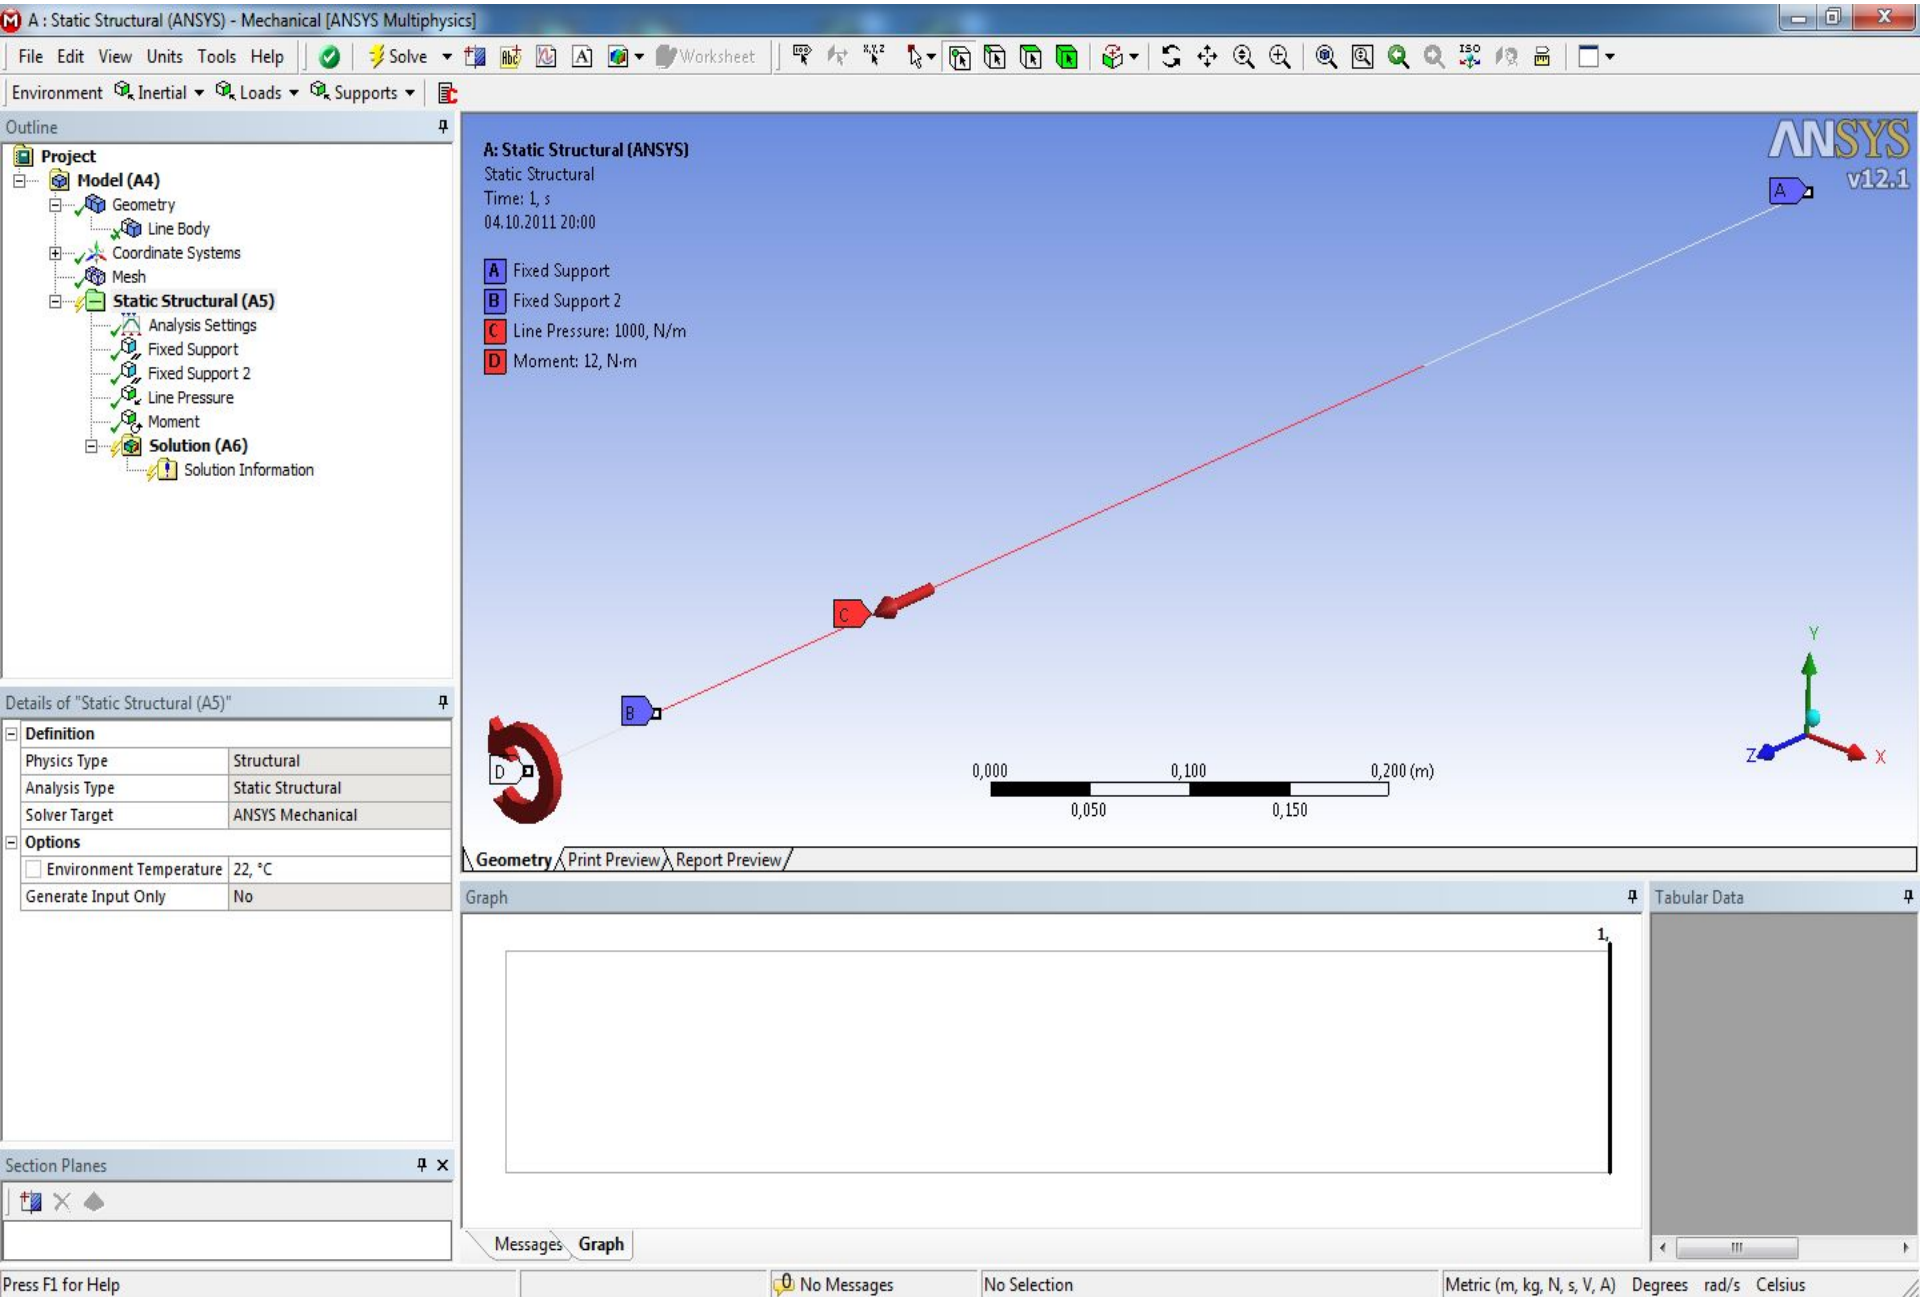 A : Static Structural (ANSYS) - Mechanical [ANSYS Multiphysics]
File Edit View Units Tools Help Solve Worksheet
Environment Inertial Loads Supports
Outline
Project
Model (A4)
Geometry
Line Body
Coordinate Systems
Mesh
Static Structural (A5)
Analysis Settings
Fixed Support
Fixed Support 2
Line Pressure
Moment
Solution (A6)
Solution Information
A: Static Structural (ANSYS)
Static Structural
Time: 1, s
04.10.2011 20:00
A Fixed Support
B Fixed Support 2
C Line Pressure: 1000, N/m
D Moment: 12, N·m
ANSYS
v12.1
A
C
B
D
Y
Z
X
0,000 0,100 0,200 (m)
0,050 0,150
Geometry Print Preview Report Preview
Details of "Static Structural (A5)"
Definition
Physics Type Structural
Analysis Type Static Structural
Solver Target ANSYS Mechanical
Options
Environment Temperature 22, °C
Generate Input Only No
Graph
1,
Tabular Data
Section Planes
Messages Graph
Press F1 for Help
0 No Messages
No Selection
Metric (m, kg, N, s, V, A) Degrees rad/s Celsius